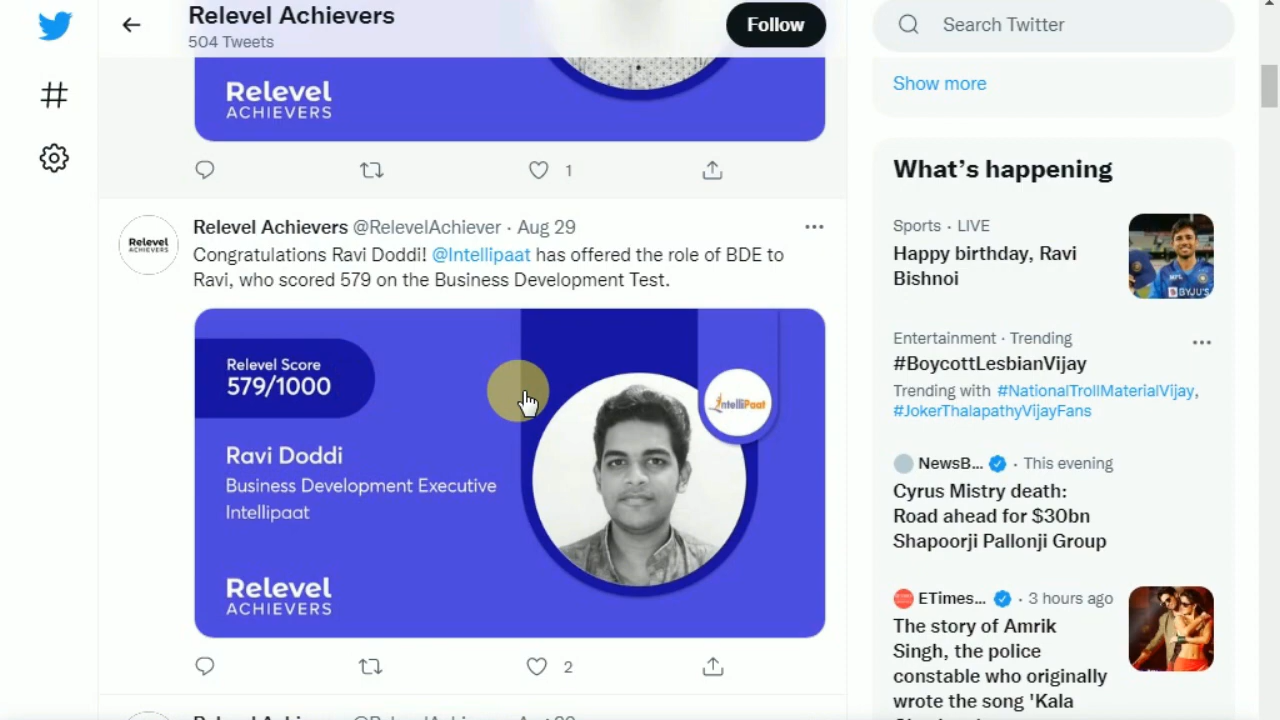 Relevel Achievers
504 Tweets
Follow
Search Twitter
Relevel
ACHIEVERS
Show more
1
What's happening
Relevel
ACHIEVERS
Relevel Achievers @RelevelAchiever · Aug 29
Congratulations Ravi Doddi! @Intellipaat has offered the role of BDE to
Ravi, who scored 579 on the Business Development Test.
Relevel Score
579/1000
IntelliPaat
Ravi Doddi
Business Development Executive
Intellipaat
Relevel
ACHIEVERS
2
Sports · LIVE
Happy birthday, Ravi
Bishnoi
BYJU'S
Entertainment · Trending
#BoycottLesbianVijay
Trending with #NationalTrollMaterialVijay,
#JokerThalapathyVijayFans
NewsB... · This evening
Cyrus Mistry death:
Road ahead for $30bn
Shapoorji Pallonji Group
ETimes... · 3 hours ago
The story of Amrik
Singh, the police
constable who originally
wrote the song 'Kala